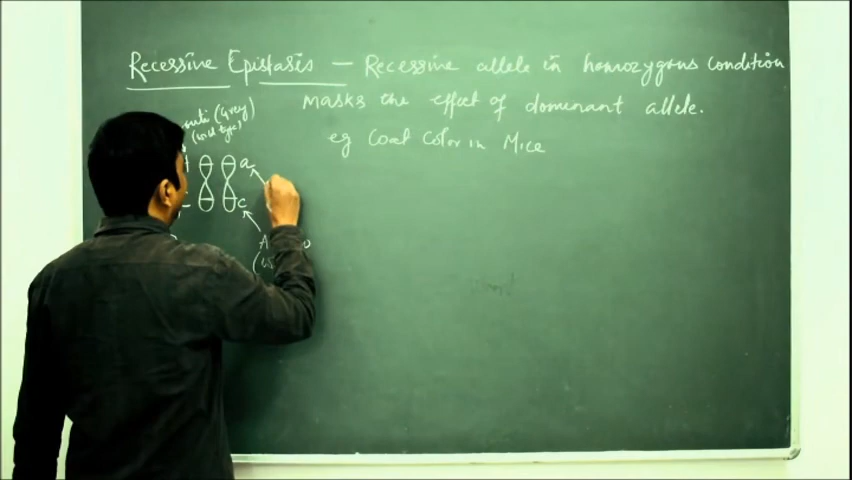 Recessive Epistasis — Recessive allele in homozygous condition
masks the effect of dominant allele.
eg Coat Color in Mice
(Grey)
(wild type)
a
c